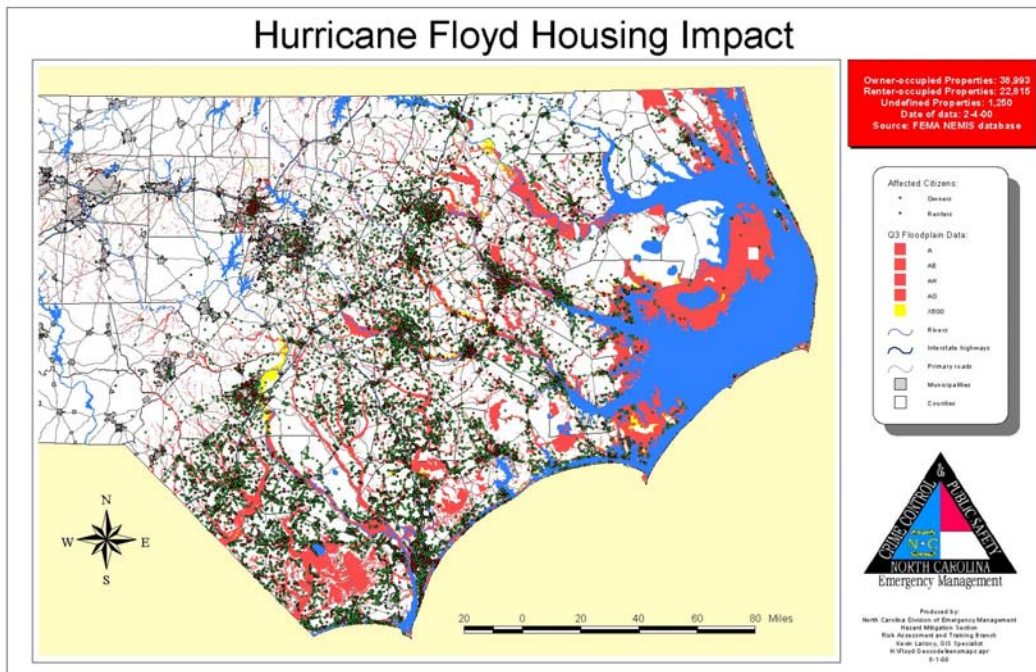 Hurricane Floyd Housing Impact
Owner-occupied Properties: 38,993
Renter-occupied Properties: 22,815
Undefined Properties: 1,250
Date of data: 2-4-00
Source: FEMA NEMIS database
Affected Citizens:
Owners
Renters
Q3 Floodplain Data:
A
AE
AH
AO
X500
Rivers
Interstate highways
Primary roads
Municipalities
Counties
N
W E
S
20 0 20 40 60 80 Miles
CRIME CONTROL & PUBLIC SAFETY
N C
NORTH CAROLINA
Emergency Management
Produced by:
North Carolina Division of Emergency Management
Hazard Mitigation Section
Risk Assessment and Training Branch
GIS Specialist